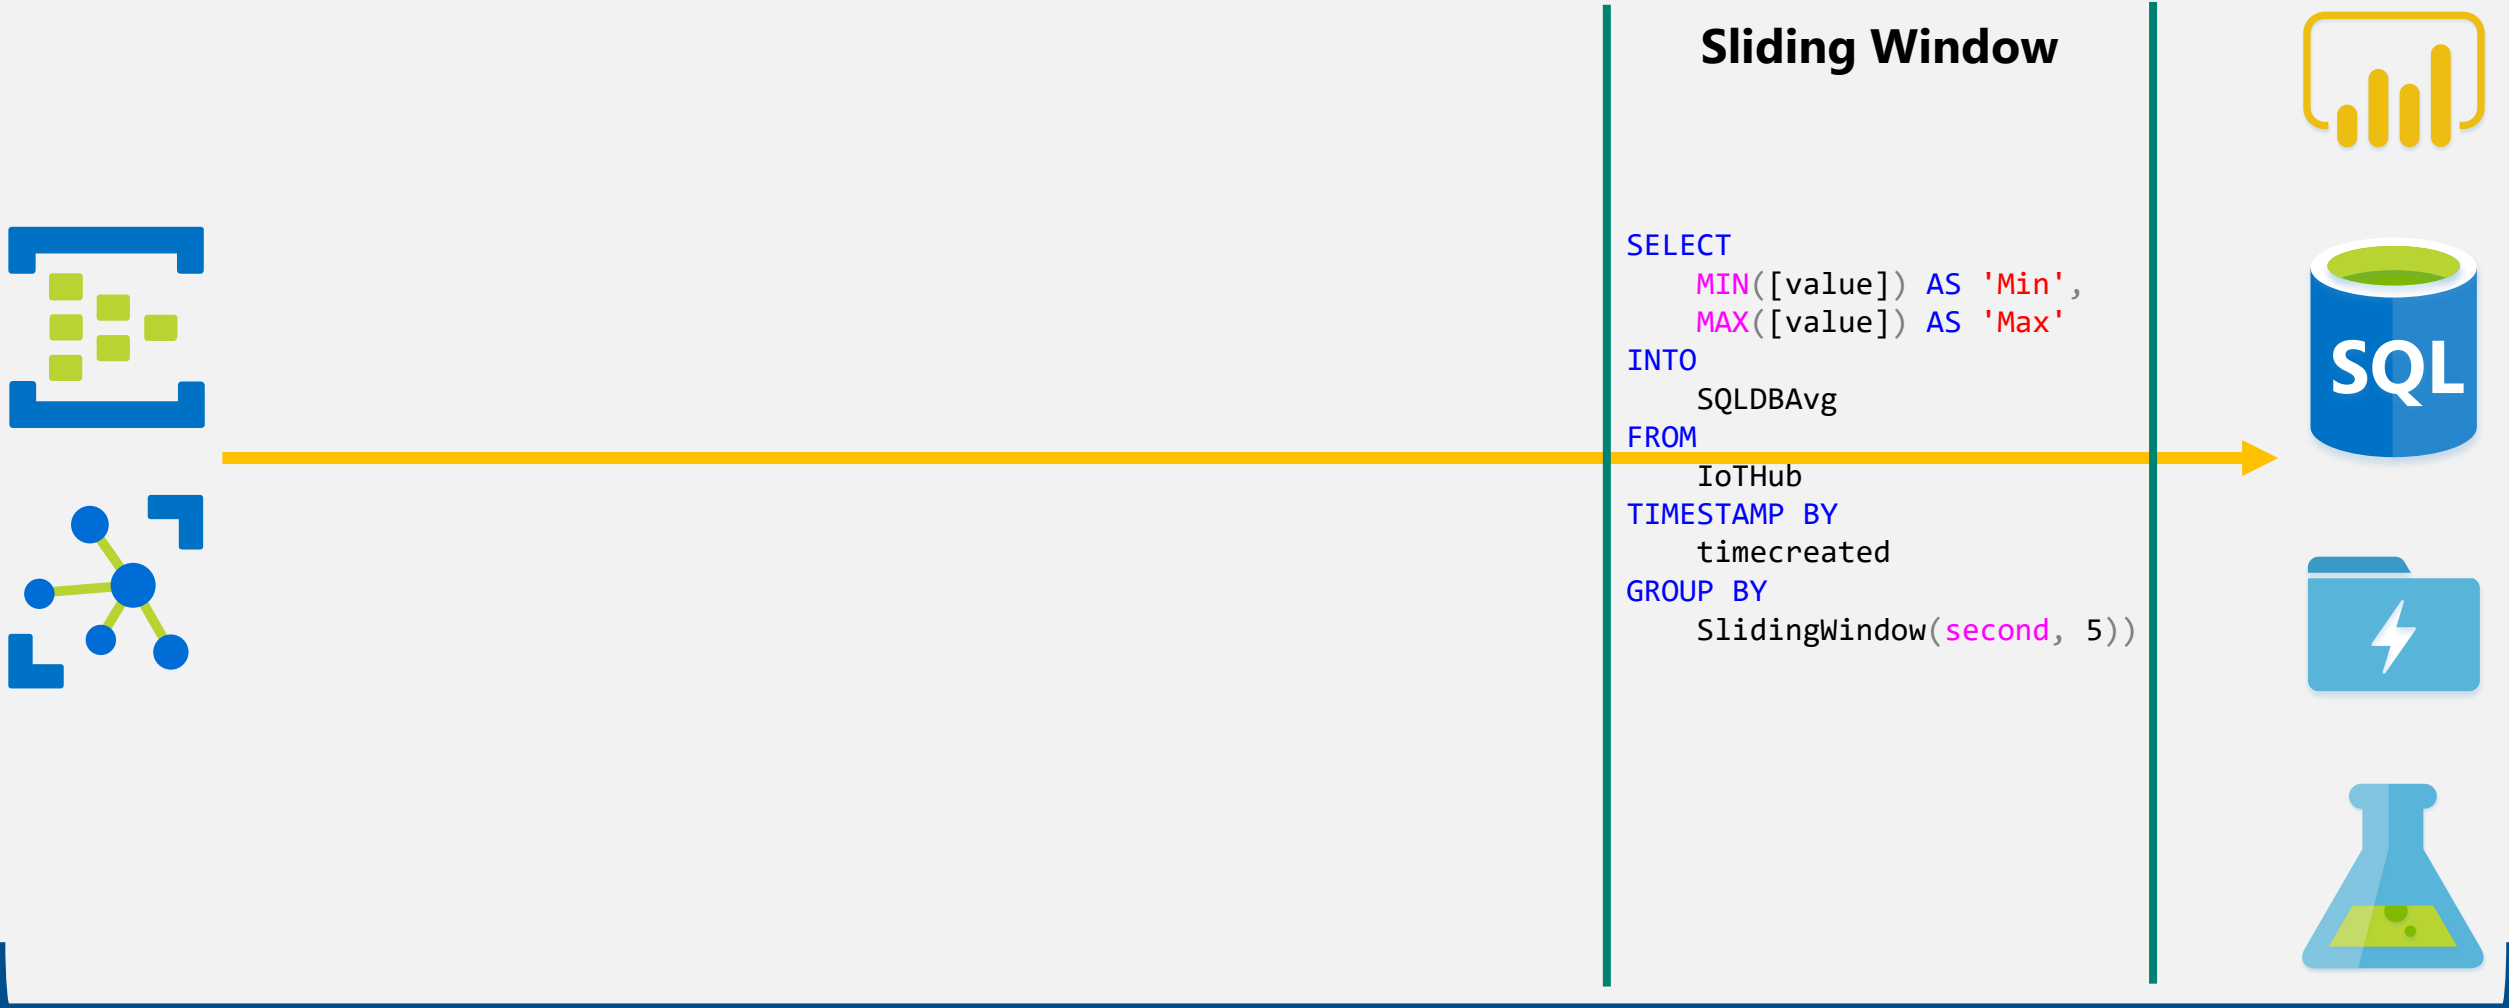 Sliding Window
SELECT
    MIN([value]) AS 'Min',
    MAX([value]) AS 'Max'
INTO
    SQLDBAvg
FROM
    IoTHub
TIMESTAMP BY
    timecreated
GROUP BY
    SlidingWindow(second, 5))
SQL